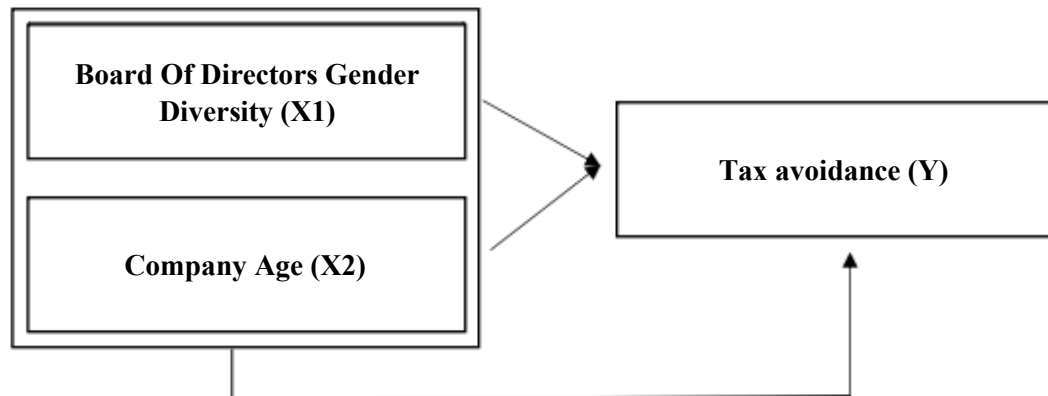 Board Of Directors Gender
Diversity (X1)
Tax avoidance (Y)
Company Age (X2)